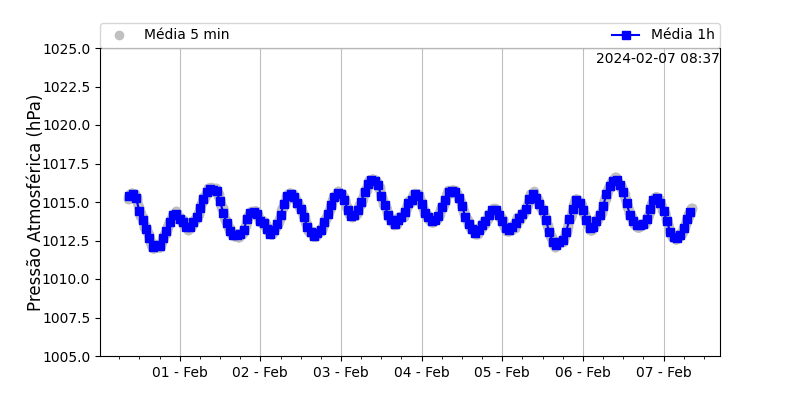 Média 5 min
Média 1h
2024-02-07 08:37
Pressão Atmosférica (hPa)
1025.0
1022.5
1020.0
1017.5
1015.0
1012.5
1010.0
1007.5
1005.0
01 - Feb
02 - Feb
03 - Feb
04 - Feb
05 - Feb
06 - Feb
07 - Feb